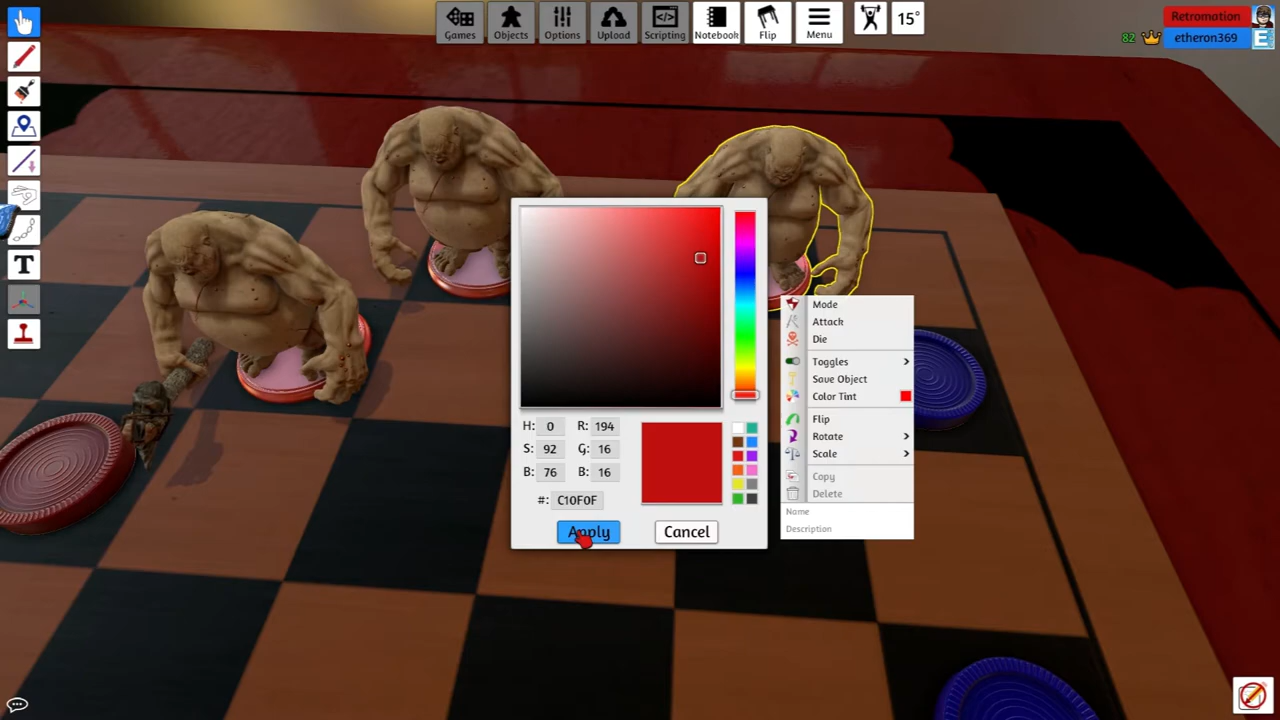 Games
Objects
Options
Upload
Scripting
Notebook
Flip
Menu
15°
Retromation
82
etheron369
E
T
Mode
Attack
Die
Toggles
Save Object
Color Tint
Flip
Rotate
Scale
Copy
Delete
Name
Description
H: 0 R: 194
S: 92 G: 16
B: 76 B: 16
#: C10F0F
Apply
Cancel